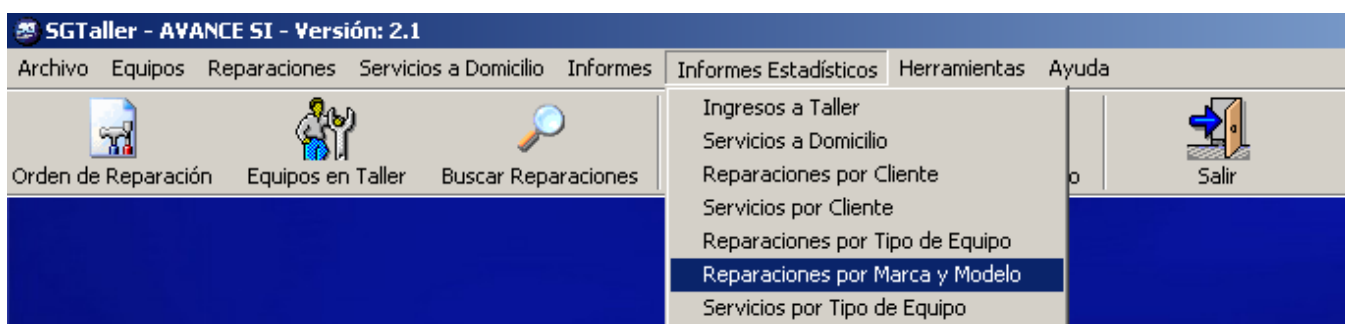 SGTaller - AVANCE SI - Versión: 2.1
Archivo Equipos Reparaciones Servicios a Domicilio Informes Informes Estadísticos Herramientas Ayuda
Orden de Reparación Equipos en Taller Buscar Reparaciones Salir
Ingresos a Taller
Servicios a Domicilio
Reparaciones por Cliente
Servicios por Cliente
Reparaciones por Tipo de Equipo
Reparaciones por Marca y Modelo
Servicios por Tipo de Equipo